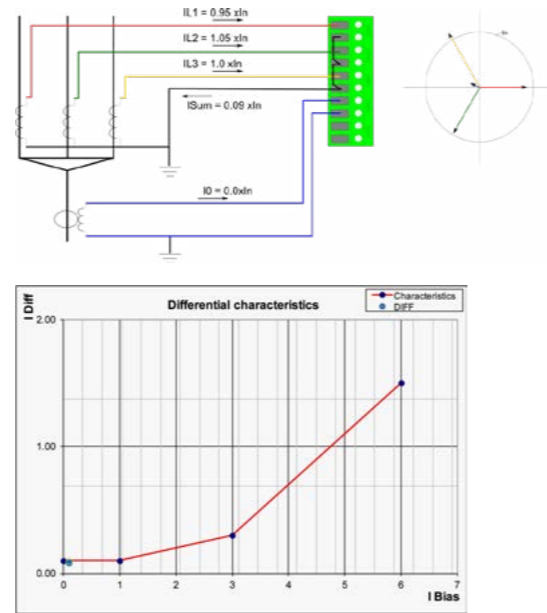 IL1 = 0.95 xIn
IL2 = 1.05 xIn
IL3 = 1.0 xIn
ISum = 0.09 xIn
I0 = 0.0xIn
Differential characteristics
Characteristics
DIFF
I Diff
2.00
1.00
0.00
0
1
2
3
4
5
6
7
I Bias